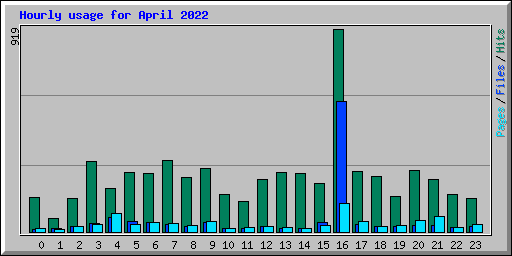 Hourly usage for April 2022
919
Pages/Files/Hits
0 1 2 3 4 5 6 7 8 9 10 11 12 13 14 15 16 17 18 19 20 21 22 23